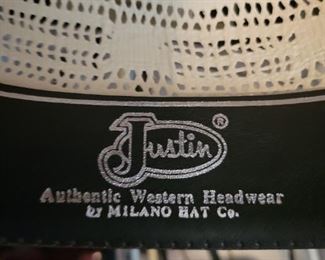 Justin ®
Authentic Western Headwear
by MILANO HAT Co.